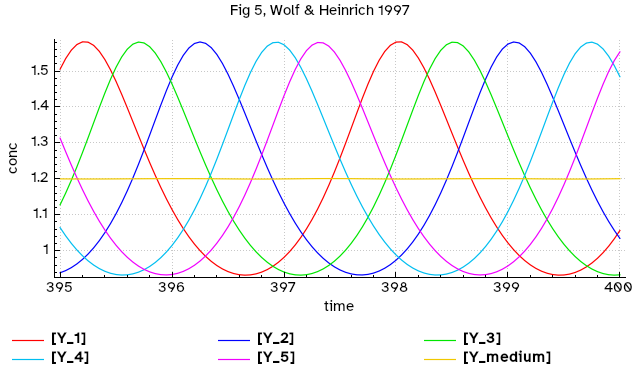 Fig 5, Wolf & Heinrich 1997
conc
1.5
1.4
1.3
1.2
1.1
1
395 396 397 398 399 400
time
[Y_1] [Y_2] [Y_3]
[Y_4] [Y_5] [Y_medium]